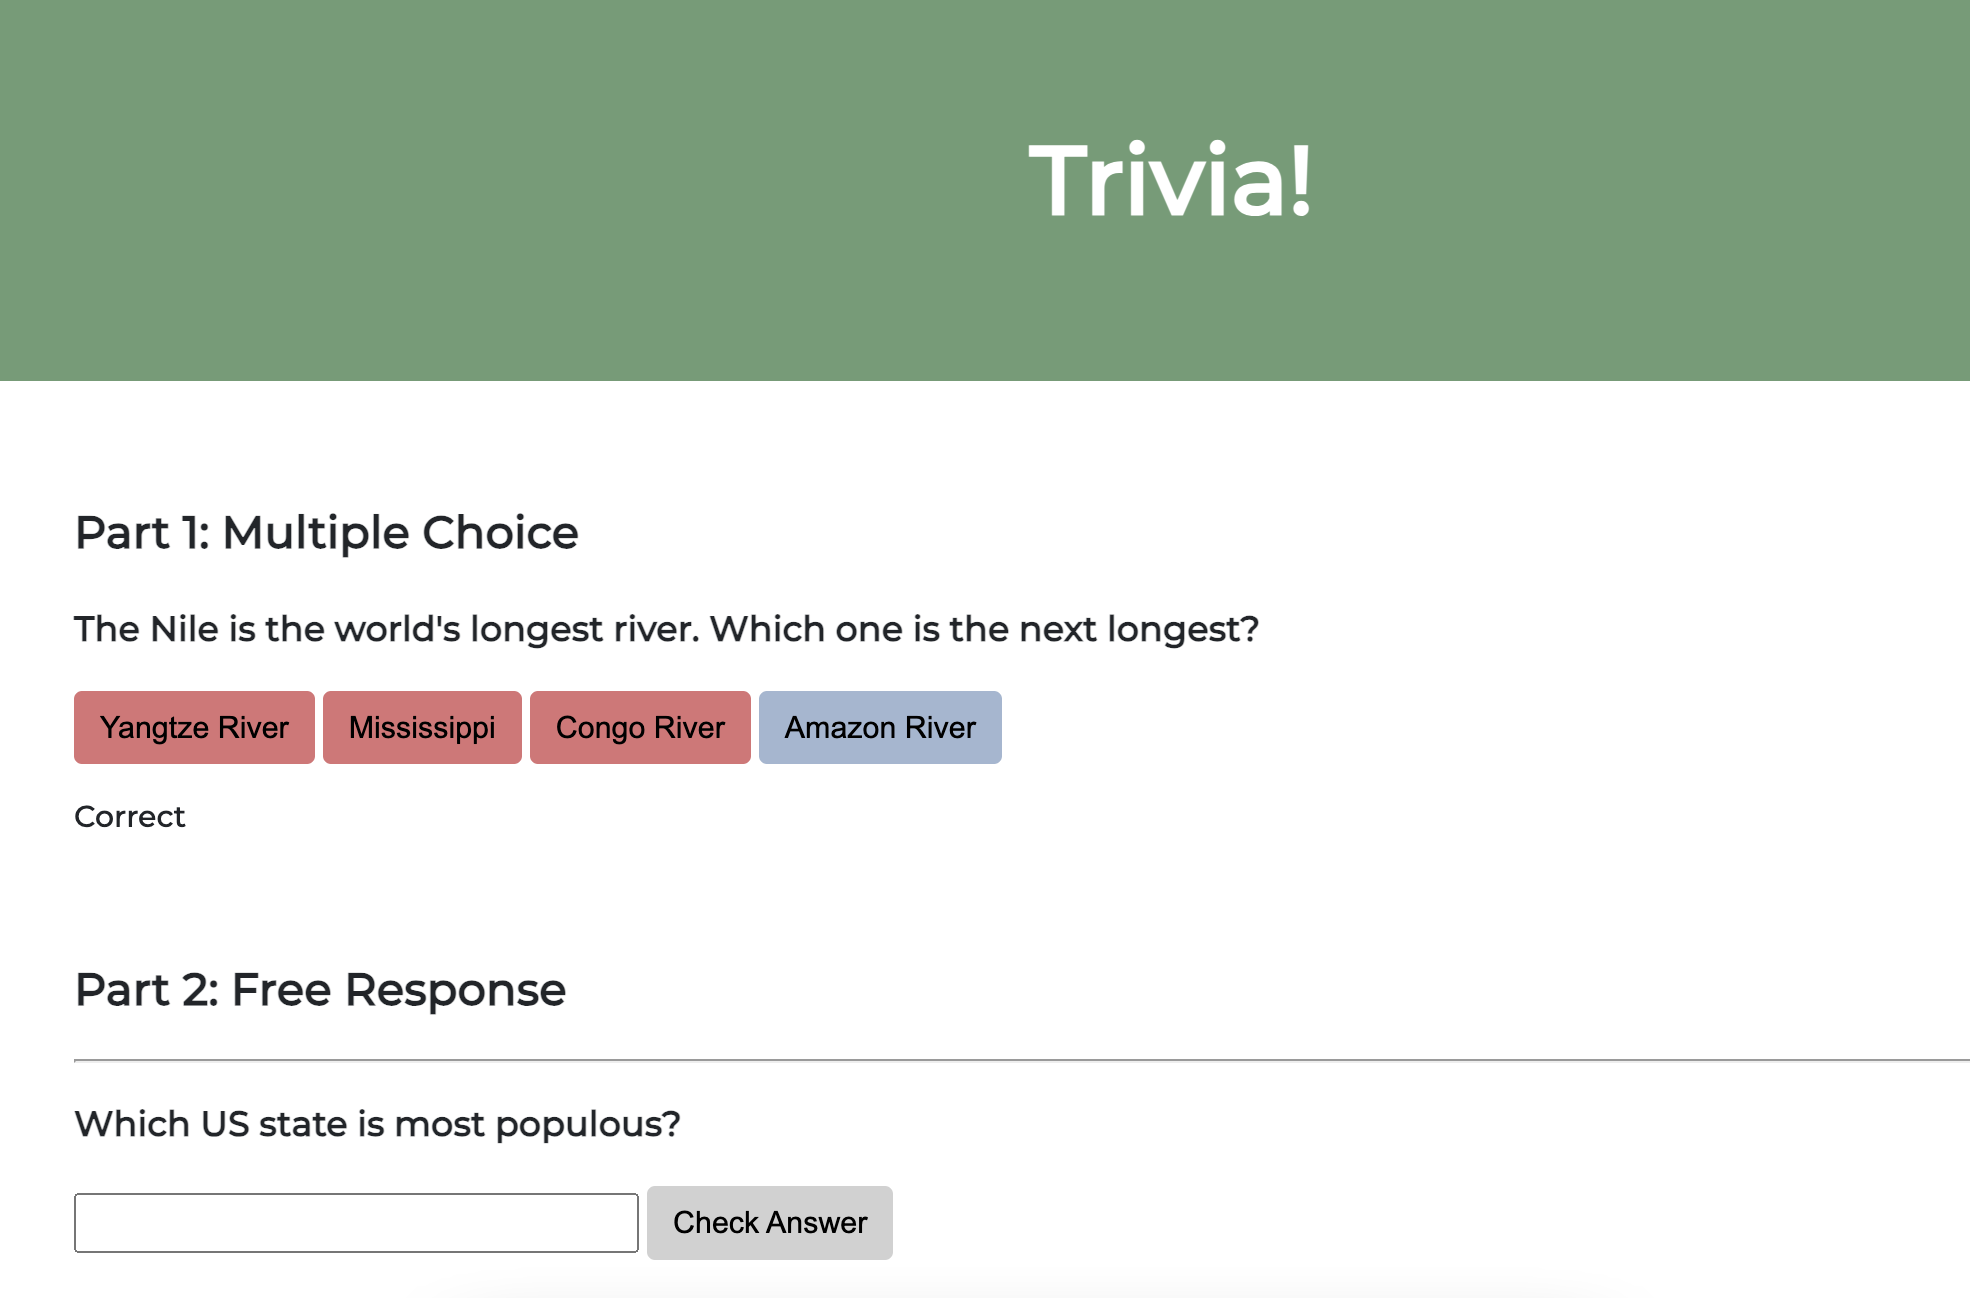 Trivia!
Part 1: Multiple Choice
The Nile is the world's longest river. Which one is the next longest?
Yangtze River Mississippi Congo River Amazon River
Correct
Part 2: Free Response
Which US state is most populous?
Check Answer